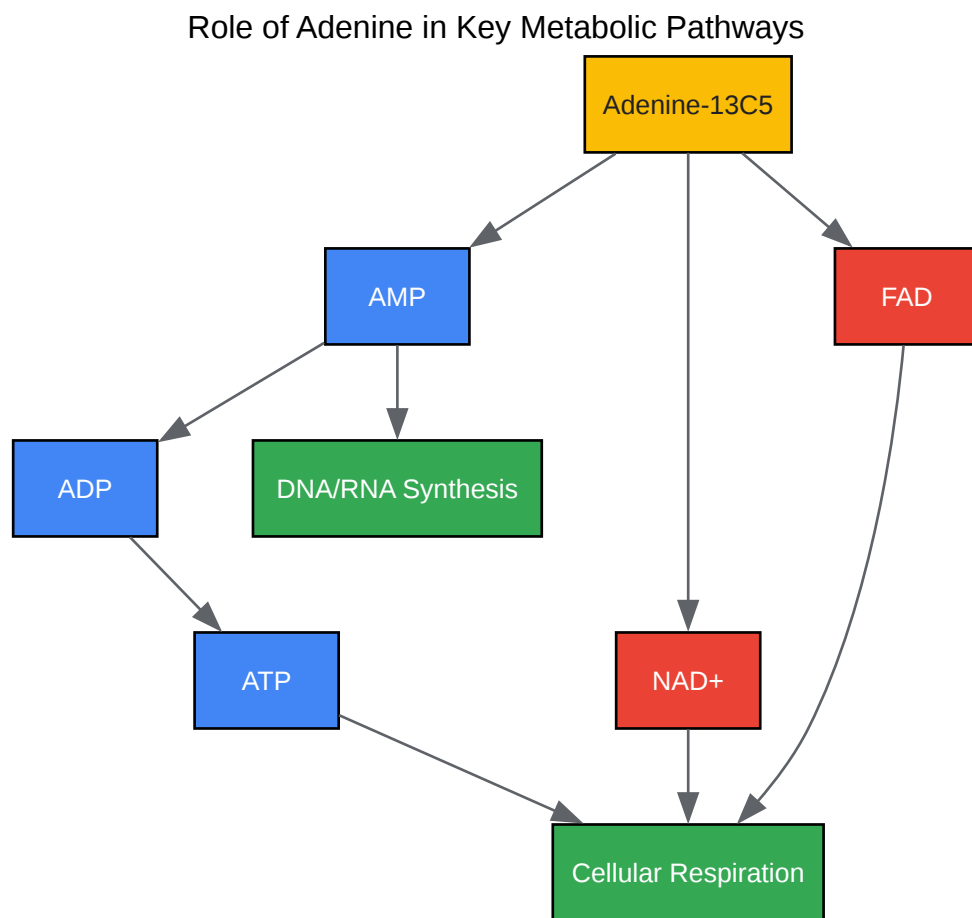 Role of Adenine in Key Metabolic Pathways
Adenine-13C5
AMP
FAD
ADP
DNA/RNA Synthesis
ATP
NAD+
Cellular Respiration